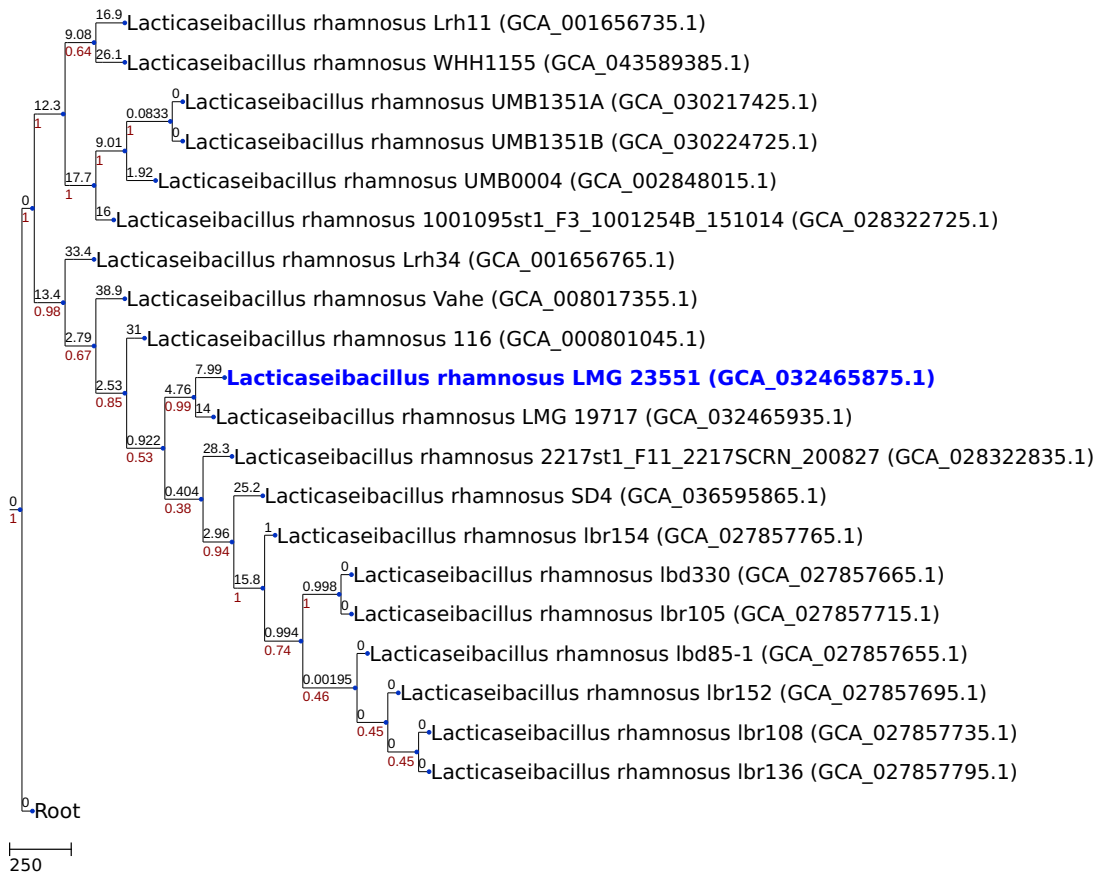 16.9
Lacticaseibacillus rhamnosus Lrh11 (GCA_001656735.1)
9.08
0.64
26.1
Lacticaseibacillus rhamnosus WHH1155 (GCA_043589385.1)
0
Lacticaseibacillus rhamnosus UMB1351A (GCA_030217425.1)
12.3
1
0.0833
1
0
Lacticaseibacillus rhamnosus UMB1351B (GCA_030224725.1)
9.01
1
1.92
Lacticaseibacillus rhamnosus UMB0004 (GCA_002848015.1)
17.7
1
16
Lacticaseibacillus rhamnosus 1001095st1_F3_1001254B_151014 (GCA_028322725.1)
0
1
33.4
Lacticaseibacillus rhamnosus Lrh34 (GCA_001656765.1)
13.4
0.98
38.9
Lacticaseibacillus rhamnosus Vahe (GCA_008017355.1)
2.79
0.67
31
Lacticaseibacillus rhamnosus 116 (GCA_000801045.1)
2.53
0.85
7.99
Lacticaseibacillus rhamnosus LMG 23551 (GCA_032465875.1)
4.76
0.99
14
Lacticaseibacillus rhamnosus LMG 19717 (GCA_032465935.1)
0.922
0.53
28.3
Lacticaseibacillus rhamnosus 2217st1_F11_2217SCRN_200827 (GCA_028322835.1)
0.404
0.38
25.2
Lacticaseibacillus rhamnosus SD4 (GCA_036595865.1)
0
1
2.96
0.94
1
Lacticaseibacillus rhamnosus lbr154 (GCA_027857765.1)
15.8
1
0
Lacticaseibacillus rhamnosus lbd330 (GCA_027857665.1)
0.998
1
0
Lacticaseibacillus rhamnosus lbr105 (GCA_027857715.1)
0.994
0.74
0
Lacticaseibacillus rhamnosus lbd85-1 (GCA_027857655.1)
0.00195
0.46
0
Lacticaseibacillus rhamnosus lbr152 (GCA_027857695.1)
0
0.45
0
Lacticaseibacillus rhamnosus lbr108 (GCA_027857735.1)
0
0.45
0
Lacticaseibacillus rhamnosus lbr136 (GCA_027857795.1)
0
Root
250